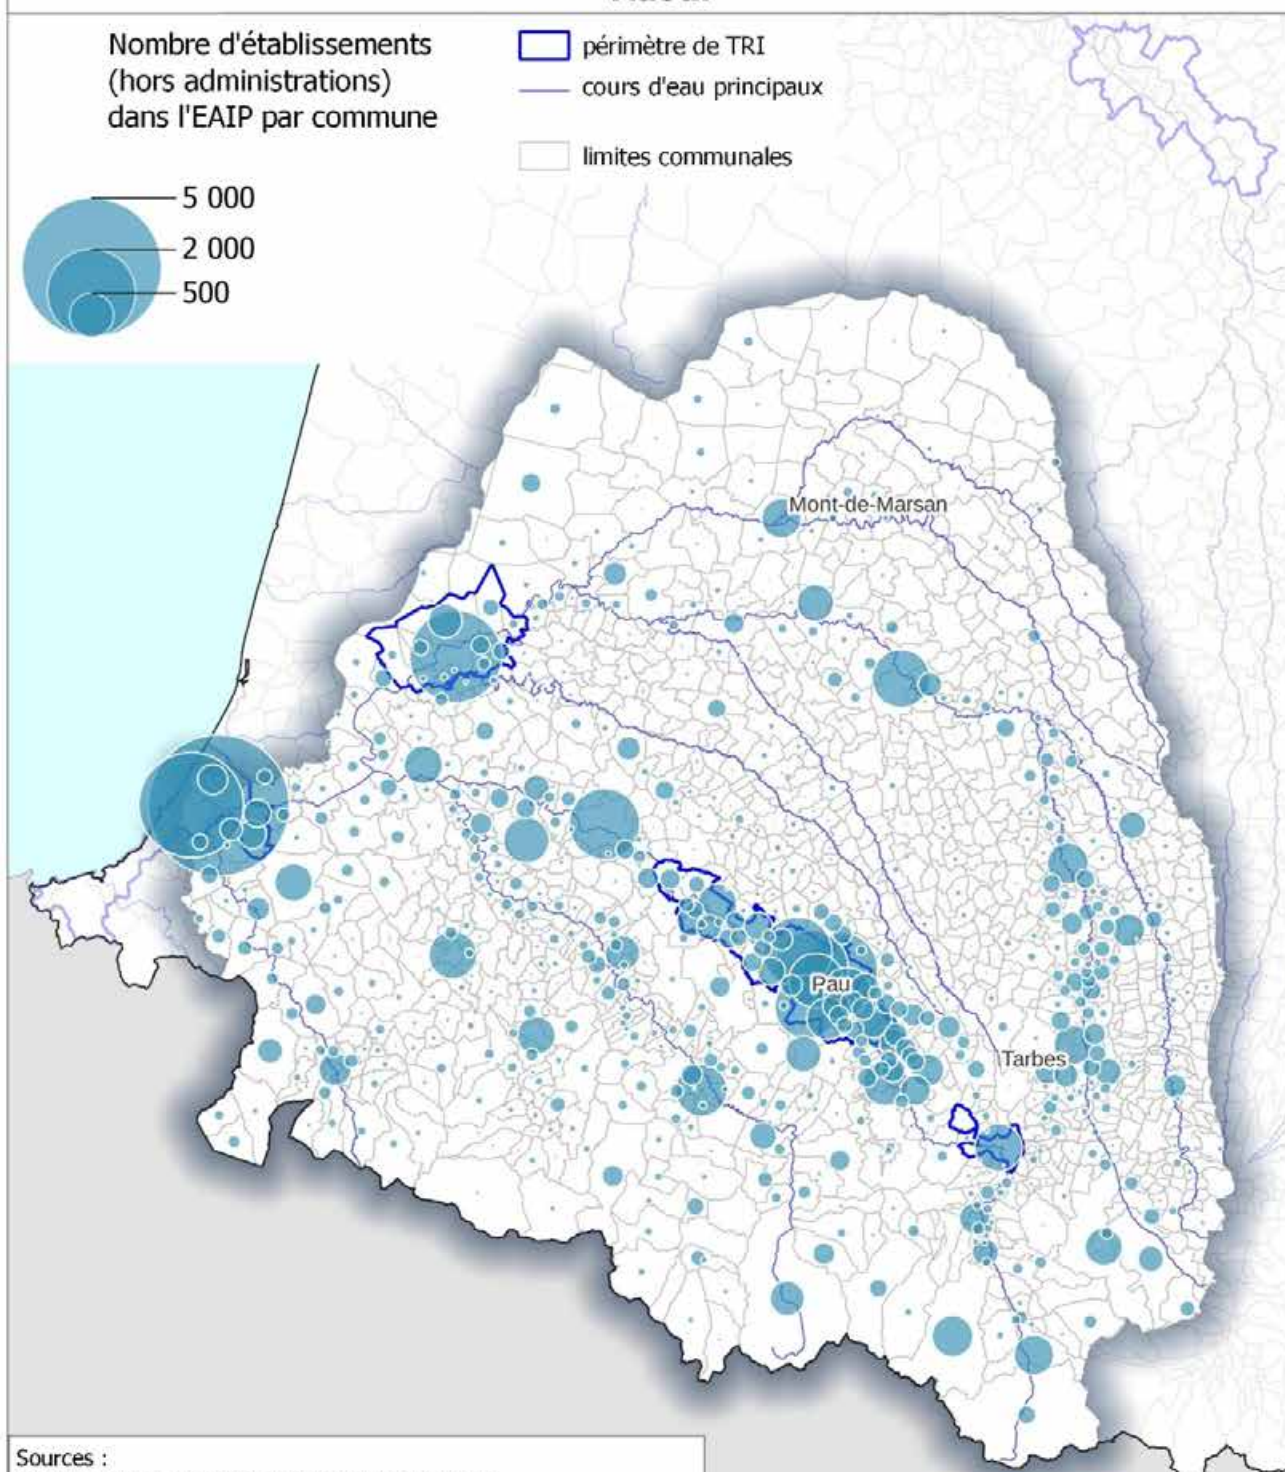 Nombre d'établissements
(hors administrations)
dans l'EAIP par commune
5 000
2 000
500
périmètre de TRI
cours d'eau principaux
limites communales
Mont-de-Marsan
Pau
Tarbes
Sources :